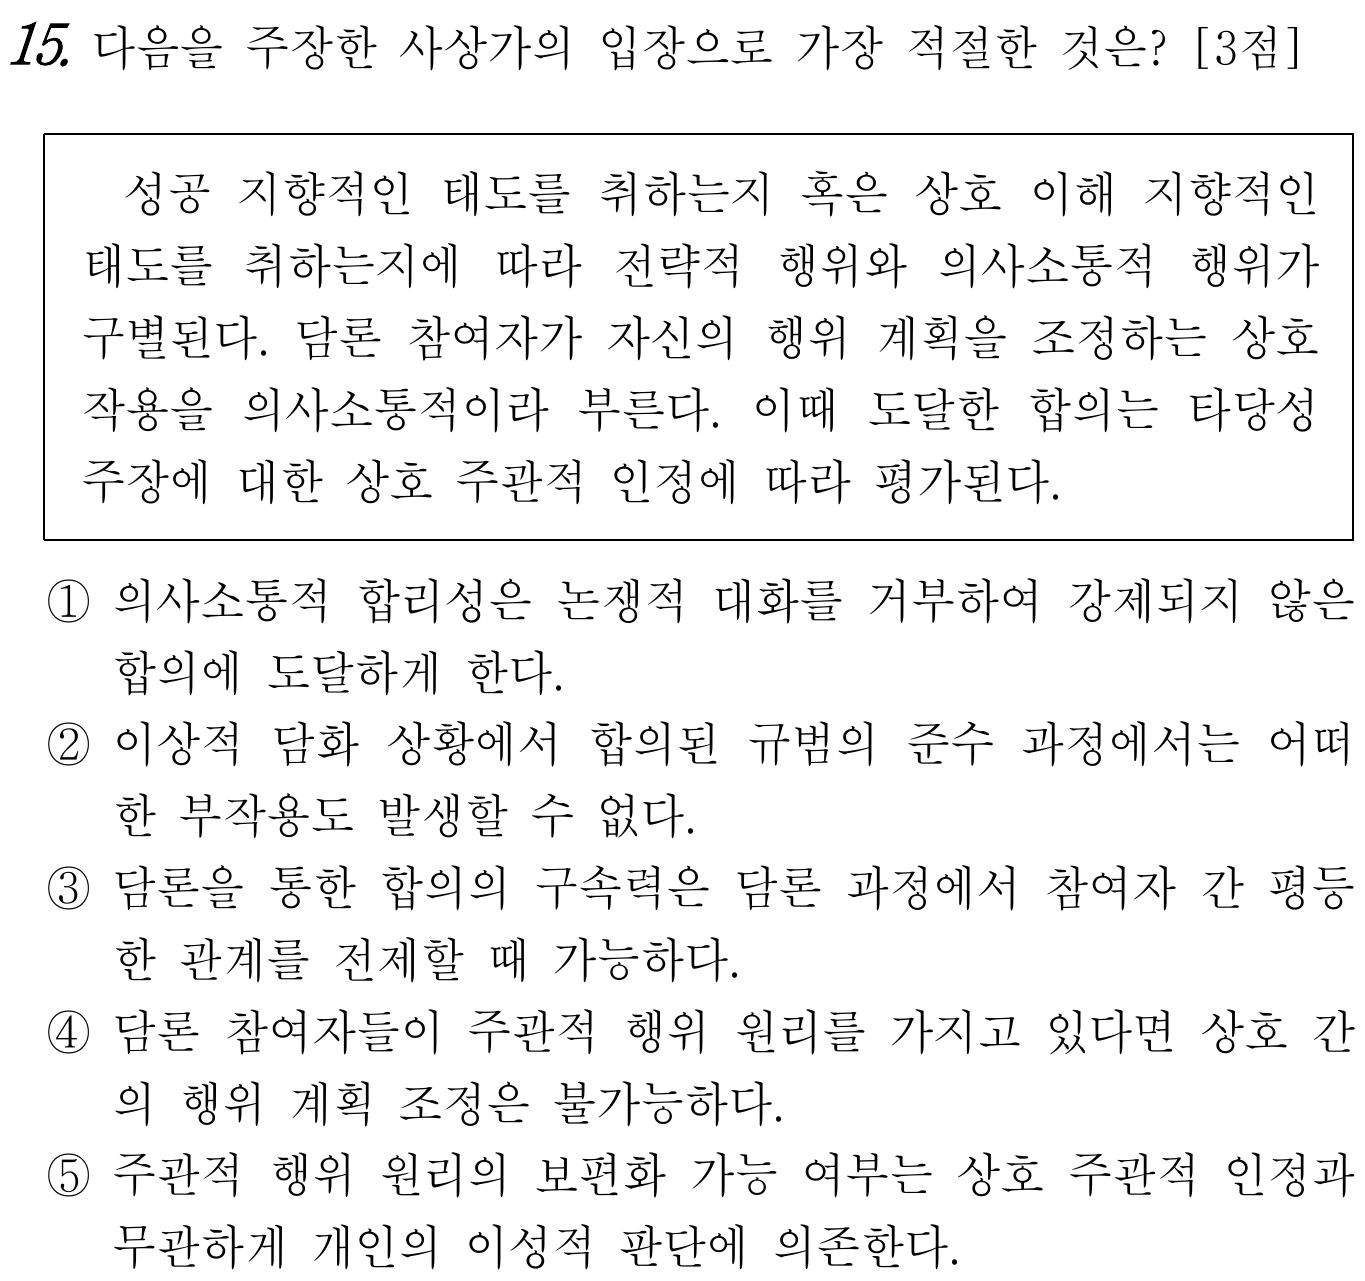 15. 다음을 주장한 사상가의 입장으로 가장 적절한 것은? [3점]
성공 지향적인 태도를 취하는지 혹은 상호 이해 지향적인
태도를 취하는지에 따라 전략적 행위와 의사소통적 행위가
구별된다. 담론 참여자가 자신의 행위 계획을 조정하는 상호
작용을 의사소통적이라 부른다. 이때 도달한 합의는 타당성
주장에 대한 상호 주관적 인정에 따라 평가된다.
① 의사소통적 합리성은 논쟁적 대화를 거부하여 강제되지 않은
합의에 도달하게 한다.
② 이상적 담화 상황에서 합의된 규범의 준수 과정에서는 어떠
한 부작용도 발생할 수 없다.
③ 담론을 통한 합의의 구속력은 담론 과정에서 참여자 간 평등
한 관계를 전제할 때 가능하다.
④ 담론 참여자들이 주관적 행위 원리를 가지고 있다면 상호 간
의 행위 계획 조정은 불가능하다.
⑤ 주관적 행위 원리의 보편화 가능 여부는 상호 주관적 인정과
무관하게 개인의 이성적 판단에 의존한다.